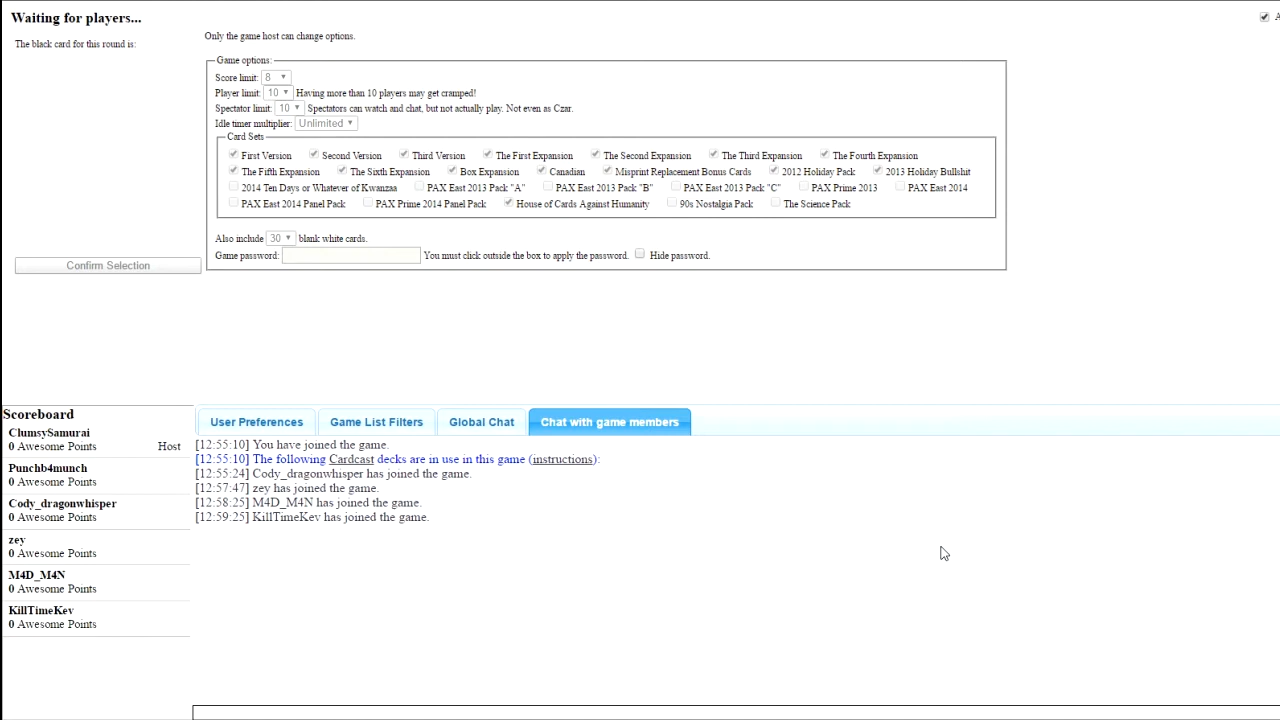 Waiting for players...
A
The black card for this round is:
Only the game host can change options.
Game options:
Score limit: 8
Player limit: 10 Having more than 10 players may get cramped!
Spectator limit: 10 Spectators can watch and chat, but not actually play. Not even as Czar.
Idle timer multiplier: Unlimited
Card Sets
First Version Second Version Third Version The First Expansion The Second Expansion The Third Expansion The Fourth Expansion
The Fifth Expansion The Sixth Expansion Box Expansion Canadian Misprint Replacement Bonus Cards 2012 Holiday Pack 2013 Holiday Bullshit
2014 Ten Days or Whatever of Kwanzaa PAX East 2013 Pack "A" PAX East 2013 Pack "B" PAX East 2013 Pack "C" PAX Prime 2013 PAX East 2014
PAX East 2014 Panel Pack PAX Prime 2014 Panel Pack House of Cards Against Humanity 90s Nostalgia Pack The Science Pack
Also include 30 blank white cards.
Game password: You must click outside the box to apply the password. Hide password.
Confirm Selection
Scoreboard
ClumsySamurai
0 Awesome Points Host
Punchb4munch
0 Awesome Points
Cody_dragonwhisper
0 Awesome Points
zey
0 Awesome Points
M4D_M4N
0 Awesome Points
KillTimeKev
0 Awesome Points
User Preferences Game List Filters Global Chat Chat with game members
[12:55:10] You have joined the game.
[12:55:10] The following Cardcast decks are in use in this game (instructions):
[12:55:24] Cody_dragonwhisper has joined the game.
[12:57:47] zey has joined the game.
[12:58:25] M4D_M4N has joined the game.
[12:59:25] KillTimeKev has joined the game.